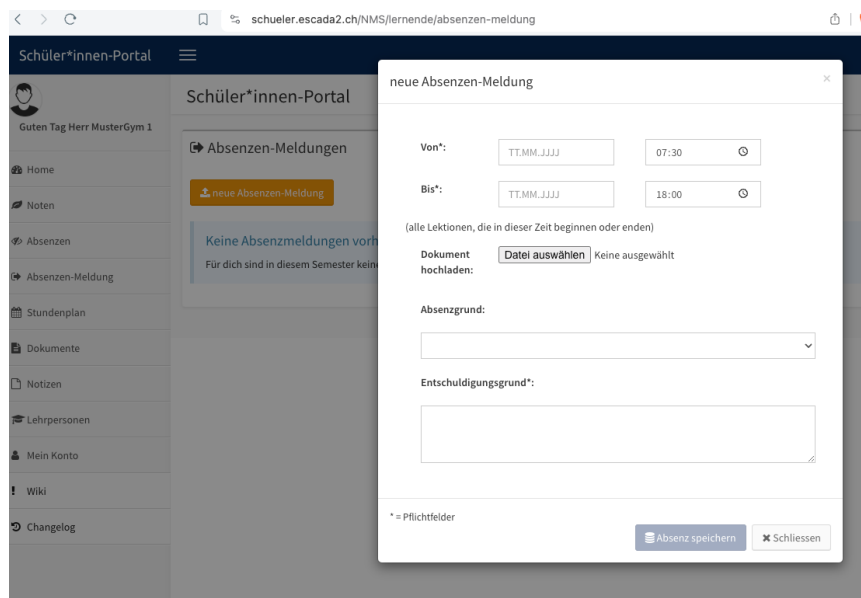 schueler.escada2.ch/NMS/lernende/absenzen-meldung
Schüler*innen-Portal
Guten Tag Herr MusterGym 1
Home
Noten
Absenzen
Absenzen-Meldung
Stundenplan
Dokumente
Notizen
Lehrpersonen
Mein Konto
Wiki
Changelog
Schüler*innen-Portal
Absenzen-Meldungen
neue Absenzen-Meldung
Keine Absenzmeldungen vorh
Für dich sind in diesem Semester kein
neue Absenzen-Meldung
×
Von*: TT.MM.JJJJ 07:30
Bis*: TT.MM.JJJJ 18:00
(alle Lektionen, die in dieser Zeit beginnen oder enden)
Dokument
hochladen:
Datei auswählen Keine ausgewählt
Absenzgrund:
Entschuldigungsgrund*:
* = Pflichtfelder
Absenz speichern
Schliessen